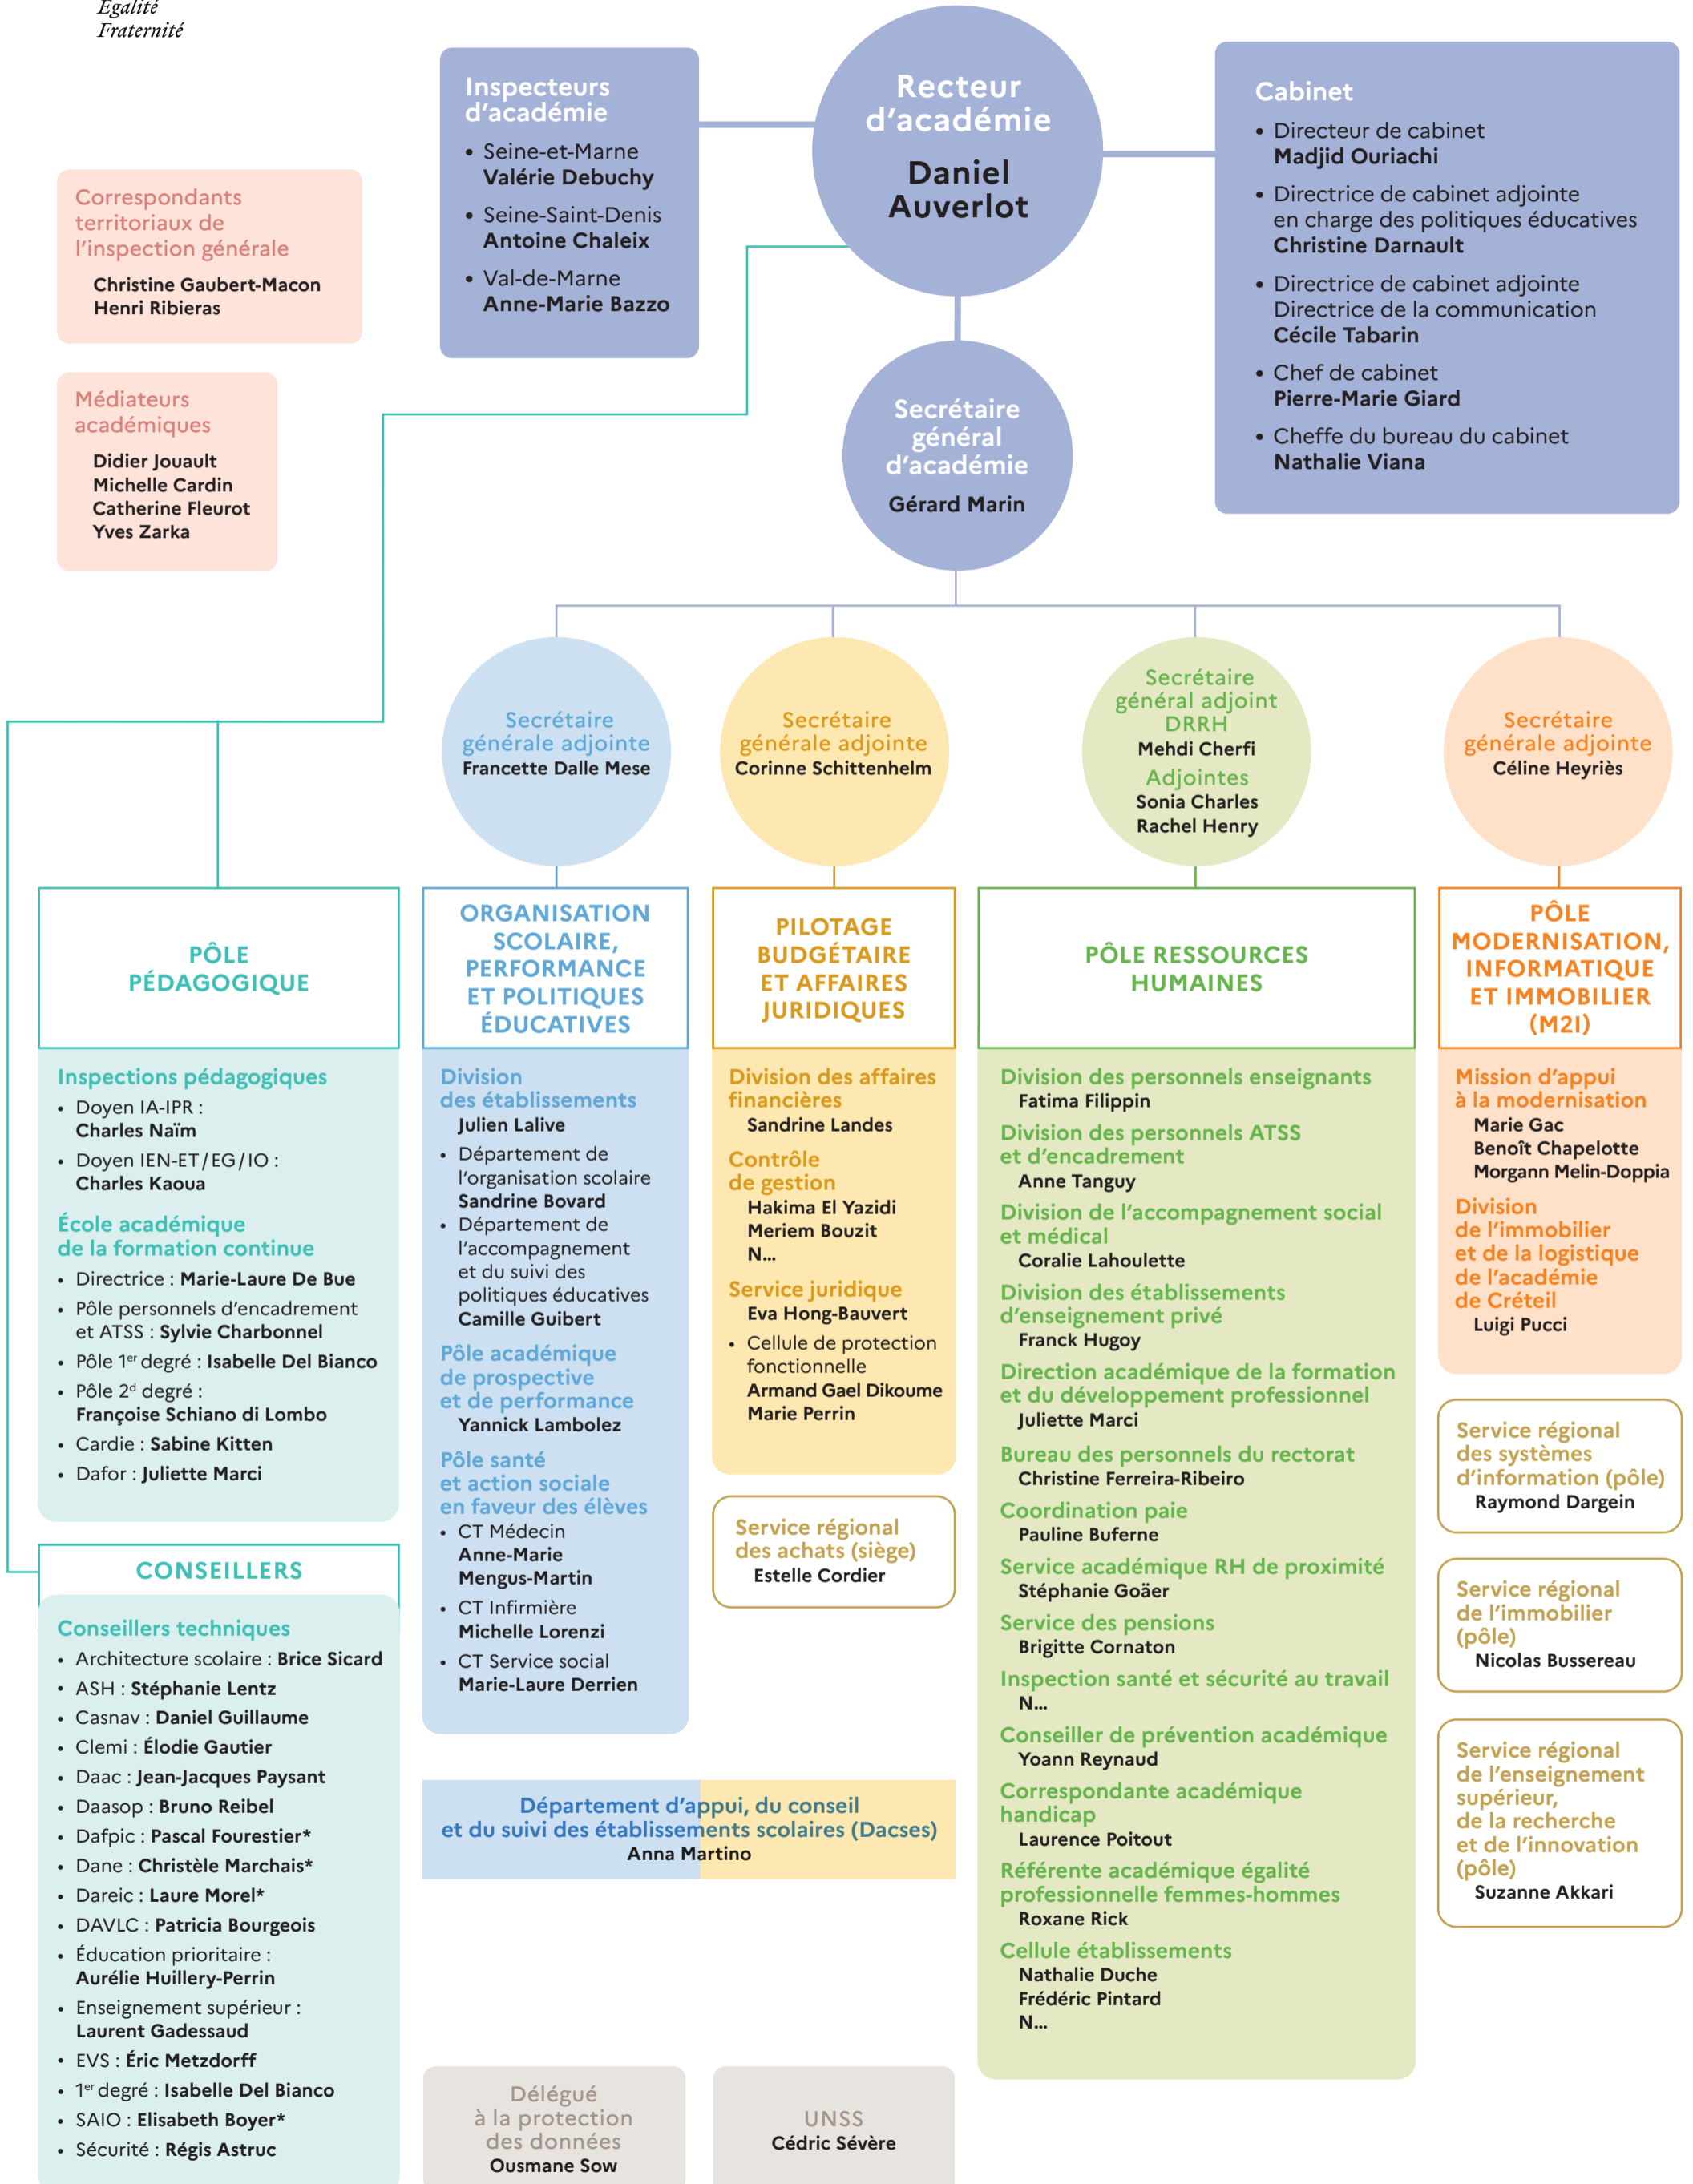 Égalité
Fraternité
Inspecteurs
d'académie
• Seine-et-Marne
Valérie Debuchy
• Seine-Saint-Denis
Antoine Chaleix
• Val-de-Marne
Anne-Marie Bazzo
Recteur
d'académie
Daniel
Auverlot
Cabinet
• Directeur de cabinet
Madjid Ouriachi
• Directrice de cabinet adjointe
en charge des politiques éducatives
Christine Darnault
• Directrice de cabinet adjointe
Directrice de la communication
Cécile Tabarin
• Chef de cabinet
Pierre-Marie Giard
• Cheffe du bureau du cabinet
Nathalie Viana
Correspondants
territoriaux de
l'inspection générale
Christine Gaubert-Macon
Henri Ribieras
Médiateurs
académiques
Didier Jouault
Michelle Cardin
Catherine Fleurot
Yves Zarka
Secrétaire
général
d'académie
Gérard Marin
Secrétaire
générale adjointe
Francette Dalle Mese
Secrétaire
générale adjointe
Corinne Schittenhelm
Secrétaire
général adjoint
DRRH
Mehdi Cherfi
Adjointes
Sonia Charles
Rachel Henry
Secrétaire
générale adjointe
Céline Heyriès
PÔLE
PÉDAGOGIQUE
Inspections pédagogiques
• Doyen IA-IPR :
Charles Naïm
• Doyen IEN-ET/EG/IO :
Charles Kaoua
École académique
de la formation continue
• Directrice : Marie-Laure De Bue
• Pôle personnels d'encadrement
et ATSS : Sylvie Charbonnel
• Pôle 1er degré : Isabelle Del Bianco
• Pôle 2d degré :
Françoise Schiano di Lombo
• Cardie : Sabine Kitten
• Dafor : Juliette Marci
CONSEILLERS
Conseillers techniques
• Architecture scolaire : Brice Sicard
• ASH : Stéphanie Lentz
• Casnav : Daniel Guillaume
• Clemi : Élodie Gautier
• Daac : Jean-Jacques Paysant
• Daasop : Bruno Reibel
• Dafpic : Pascal Fourestier*
• Dane : Christèle Marchais*
• Dareic : Laure Morel*
• DAVLC : Patricia Bourgeois
• Éducation prioritaire :
Aurélie Huillery-Perrin
• Enseignement supérieur :
Laurent Gadessaud
• EVS : Éric Metzdorff
• 1er degré : Isabelle Del Bianco
• SAIO : Elisabeth Boyer*
• Sécurité : Régis Astruc
ORGANISATION
SCOLAIRE,
PERFORMANCE
ET POLITIQUES
ÉDUCATIVES
Division
des établissements
Julien Lalive
• Département de
l'organisation scolaire
Sandrine Bovard
• Département de
l'accompagnement
et du suivi des
politiques éducatives
Camille Guibert
Pôle académique
de prospective
et de performance
Yannick Lambolez
Pôle santé
et action sociale
en faveur des élèves
• CT Médecin
Anne-Marie
Mengus-Martin
• CT Infirmière
Michelle Lorenzi
• CT Service social
Marie-Laure Derrien
PILOTAGE
BUDGÉTAIRE
ET AFFAIRES
JURIDIQUES
Division des affaires
financières
Sandrine Landes
Contrôle
de gestion
Hakima El Yazidi
Meriem Bouzit
N...
Service juridique
Eva Hong-Bauvert
• Cellule de protection
fonctionnelle
Armand Gael Dikoume
Marie Perrin
Service régional
des achats (siège)
Estelle Cordier
Département d'appui, du conseil
et du suivi des établissements scolaires (Dacses)
Anna Martino
Délégué
à la protection
des données
Ousmane Sow
UNSS
Cédric Sévère
PÔLE RESSOURCES
HUMAINES
Division des personnels enseignants
Fatima Filippin
Division des personnels ATSS
et d'encadrement
Anne Tanguy
Division de l'accompagnement social
et médical
Coralie Lahoulette
Division des établissements
d'enseignement privé
Franck Hugoy
Direction académique de la formation
et du développement professionnel
Juliette Marci
Bureau des personnels du rectorat
Christine Ferreira-Ribeiro
Coordination paie
Pauline Buferne
Service académique RH de proximité
Stéphanie Goäer
Service des pensions
Brigitte Cornaton
Inspection santé et sécurité au travail
N...
Conseiller de prévention académique
Yoann Reynaud
Correspondante académique
handicap
Laurence Poitout
Référente académique égalité
professionnelle femmes-hommes
Roxane Rick
Cellule établissements
Nathalie Duche
Frédéric Pintard
N...
PÔLE
MODERNISATION,
INFORMATIQUE
ET IMMOBILIER
(M2I)
Mission d'appui
à la modernisation
Marie Gac
Benoît Chapelotte
Morgann Melin-Doppia
Division
de l'immobilier
et de la logistique
de l'académie
de Créteil
Luigi Pucci
Service régional
des systèmes
d'information (pôle)
Raymond Dargein
Service régional
de l'immobilier
(pôle)
Nicolas Bussereau
Service régional
de l'enseignement
supérieur,
de la recherche
et de l'innovation
(pôle)
Suzanne Akkari